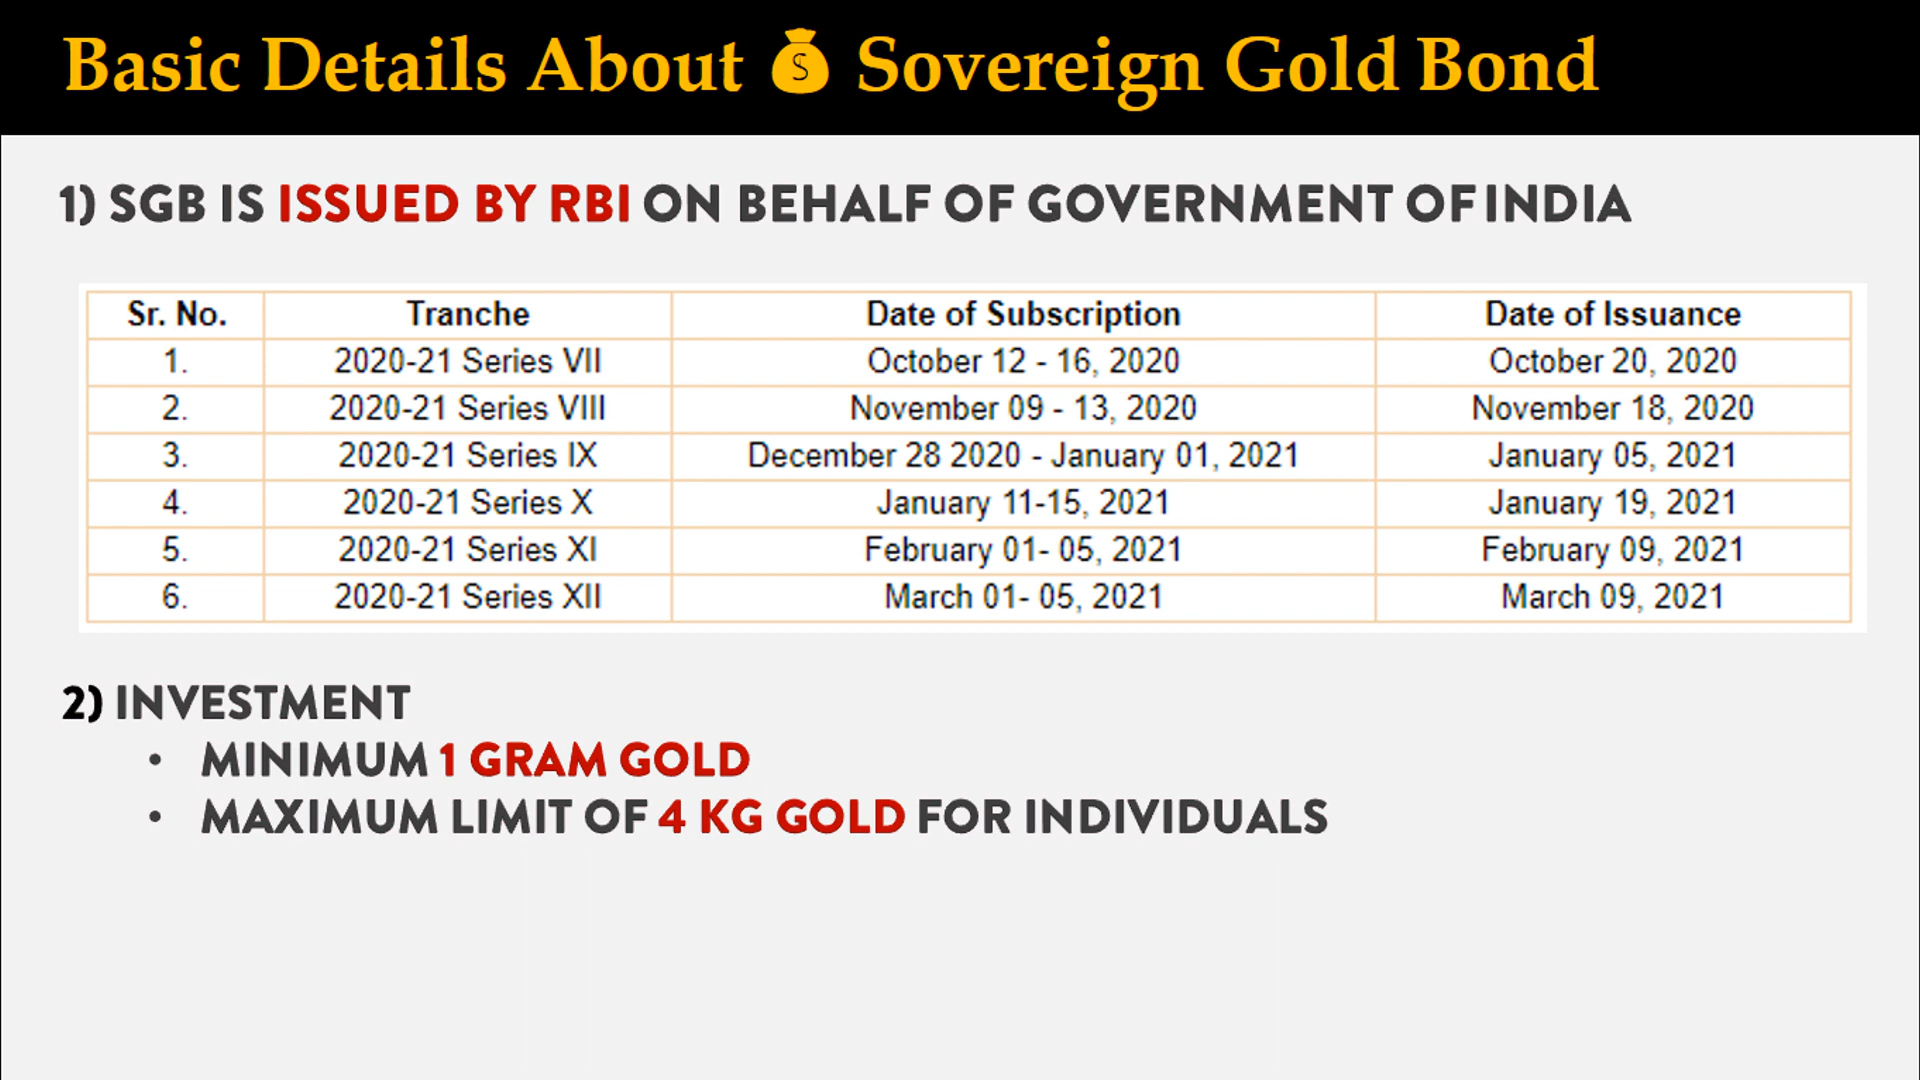 Basic Details About $ Sovereign Gold Bond
1) SGB IS ISSUED BY RBI ON BEHALF OF GOVERNMENT OF INDIA
Sr. No. Tranche Date of Subscription Date of Issuance
1. 2020-21 Series VII October 12 - 16, 2020 October 20, 2020
2. 2020-21 Series VIII November 09 - 13, 2020 November 18, 2020
3. 2020-21 Series IX December 28 2020 - January 01, 2021 January 05, 2021
4. 2020-21 Series X January 11-15, 2021 January 19, 2021
5. 2020-21 Series XI February 01- 05, 2021 February 09, 2021
6. 2020-21 Series XII March 01- 05, 2021 March 09, 2021
2) INVESTMENT
• MINIMUM 1 GRAM GOLD
• MAXIMUM LIMIT OF 4 KG GOLD FOR INDIVIDUALS